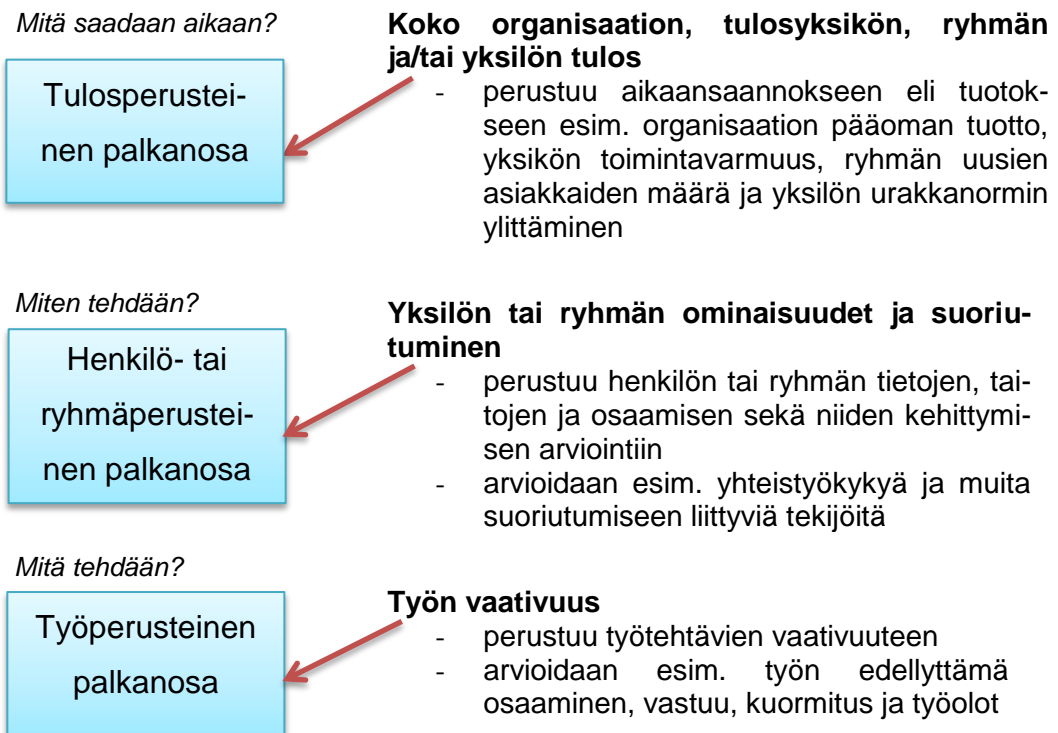 Mitä saadaan aikaan?
Tulosperustei-
nen palkanosa
Koko organisaation, tulosyksikön, ryhmän
ja/tai yksilön tulos
- perustuu aikaansaannokseen eli tuotok-
seen esim. organisaation pääoman tuotto,
yksikön toimintavarmuus, ryhmän uusien
asiakkaiden määrä ja yksilön urakkanormin
ylittäminen
Miten tehdään?
Henkilö- tai
ryhmäperustei-
nen palkanosa
Yksilön tai ryhmän ominaisuudet ja suoriu-
tuminen
- perustuu henkilön tai ryhmän tietojen, tai-
tojen ja osaamisen sekä niiden kehittymi-
sen arviointiin
- arvioidaan esim. yhteistyökykyä ja muita
suoriutumiseen liittyviä tekijöitä
Mitä tehdään?
Työperusteinen
palkanosa
Työn vaativuus
- perustuu työtehtävien vaativuuteen
- arvioidaan esim. työn edellyttämä
osaaminen, vastuu, kuormitus ja työolot